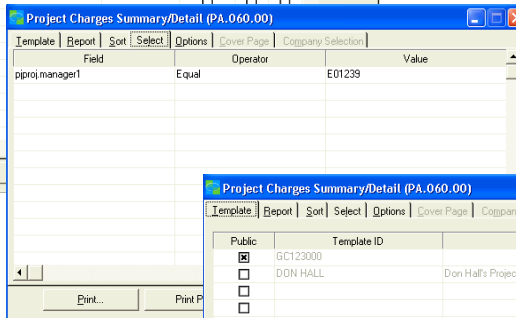 Project Charges Summary/Detail (PA.060.00)
Template Report Sort Select Options Cover Page Company Selection
Field Operator Value
pjproj.manager1 Equal E01239
Project Charges Summary/Detail (PA.060.00)
Template Report Sort Select Options Cover Page Compan
Public Template ID
GC123000
DON HALL Don Hall's Projec
Print... Print P